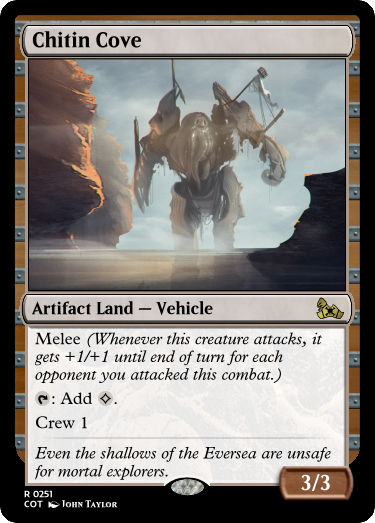 Chitin Cove
Artifact Land — Vehicle
Melee (Whenever this creature attacks, it
gets +1/+1 until end of turn for each
opponent you attacked this combat.)
: Add .
Crew 1
Even the shallows of the Eversea are unsafe
for mortal explorers.
3/3
R 0251
COT John Taylor